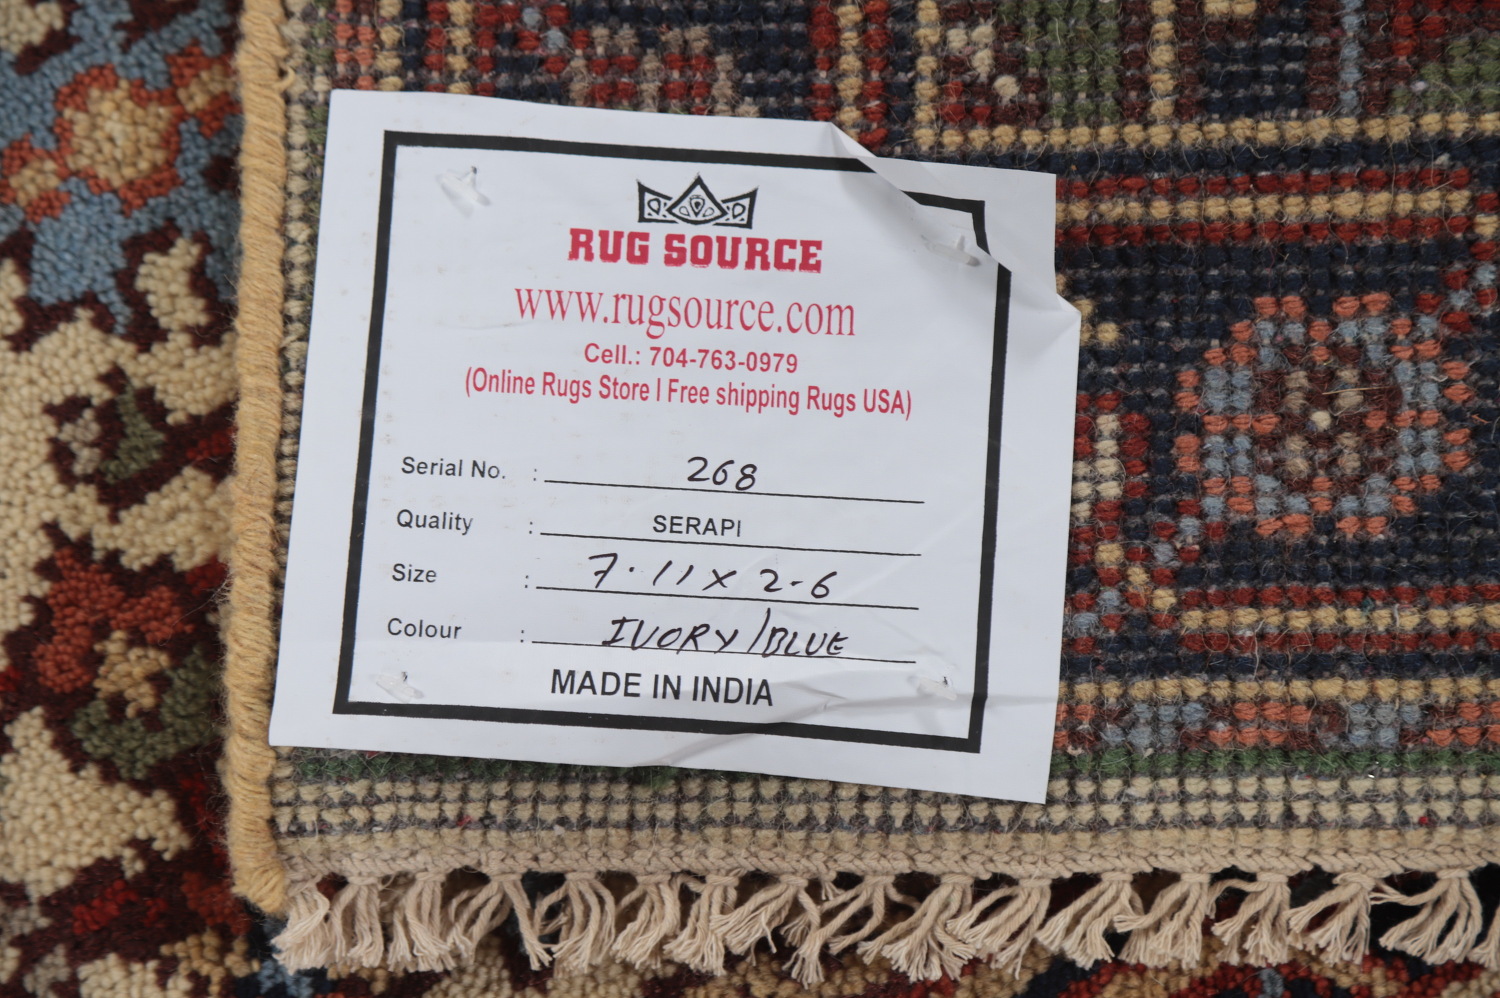 RUG SOURCE
www.rugsource.com
Cell.: 704-763-0979
(Online Rugs Store I Free shipping Rugs USA)
Serial No. : 268
Quality : SERAPI
Size : 7.11 x 2.6
Colour : IVORY/BLUE
MADE IN INDIA